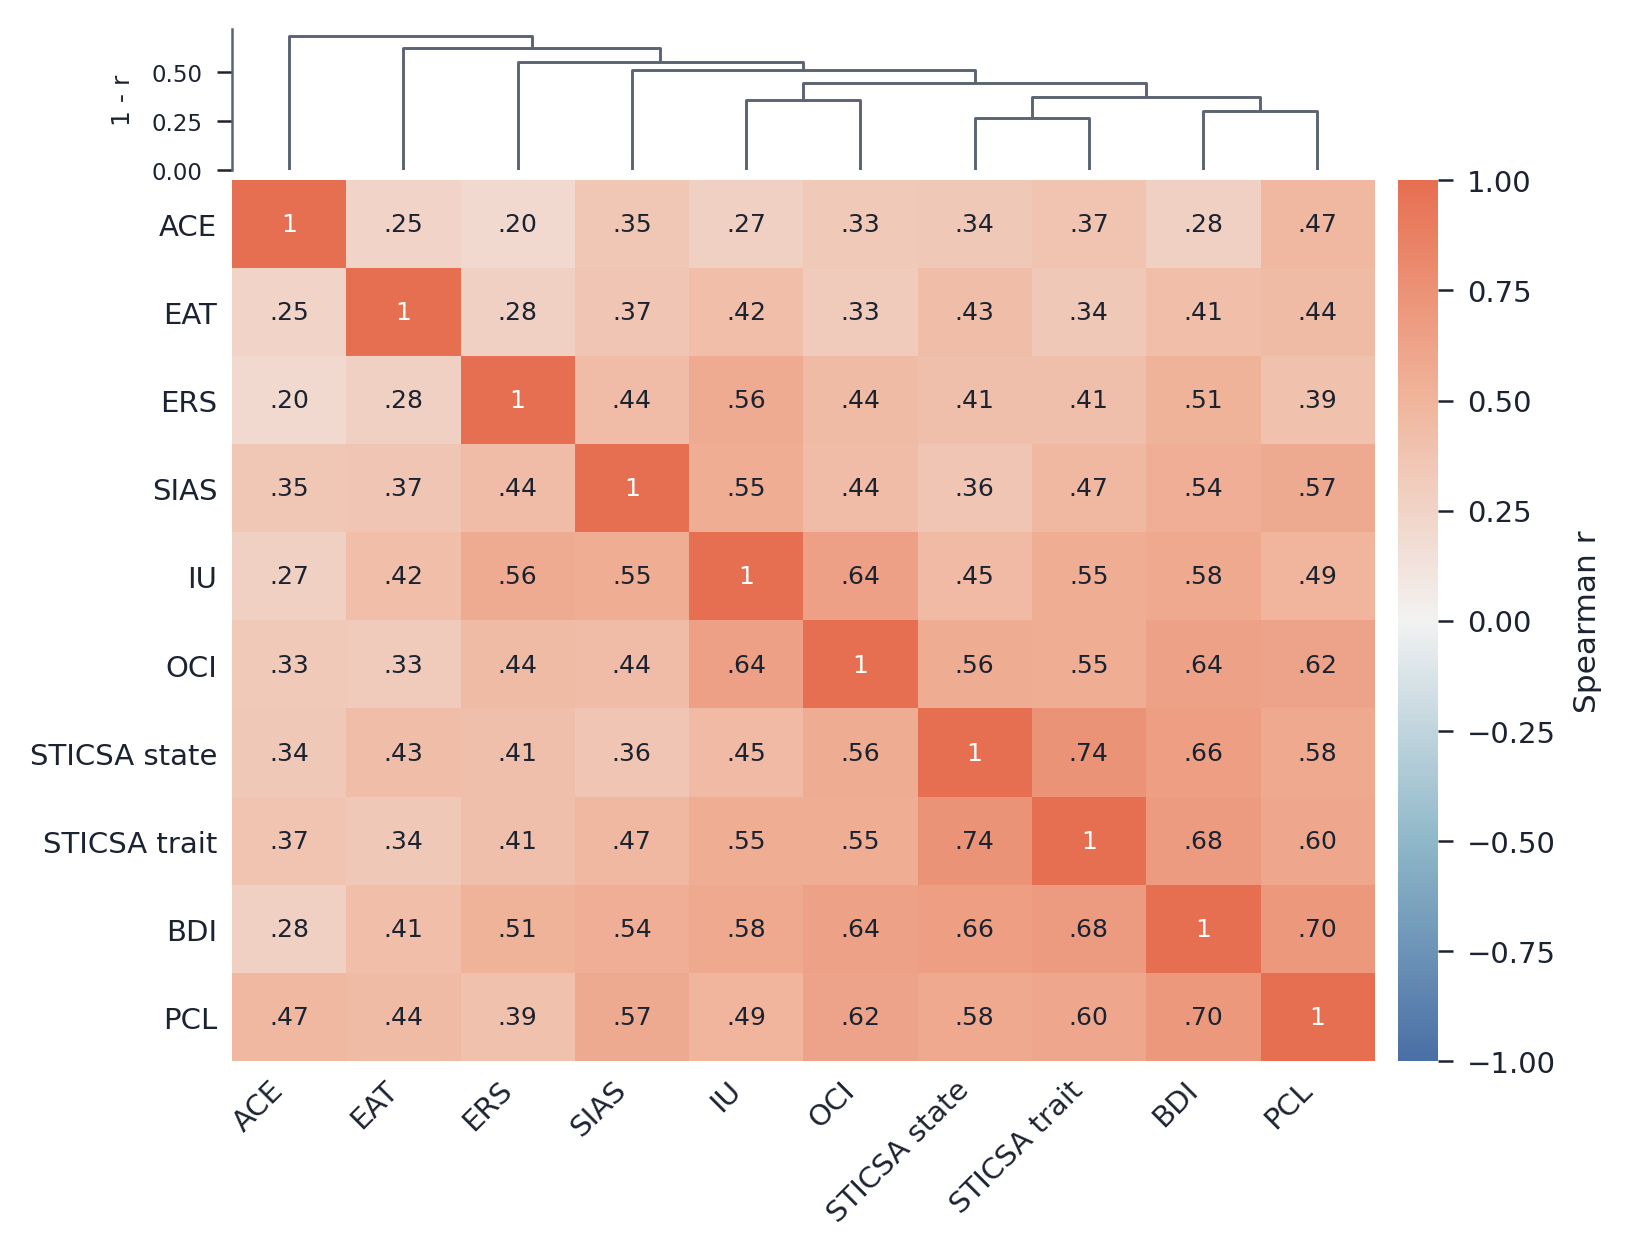 1 - r
0.50
0.25
0.00
ACE 1 .25 .20 .35 .27 .33 .34 .37 .28 .47
EAT .25 1 .28 .37 .42 .33 .43 .34 .41 .44
ERS .20 .28 1 .44 .56 .44 .41 .41 .51 .39
SIAS .35 .37 .44 1 .55 .44 .36 .47 .54 .57
IU .27 .42 .56 .55 1 .64 .45 .55 .58 .49
OCI .33 .33 .44 .44 .64 1 .56 .55 .64 .62
STICSA state .34 .43 .41 .36 .45 .56 1 .74 .66 .58
STICSA trait .37 .34 .41 .47 .55 .55 .74 1 .68 .60
BDI .28 .41 .51 .54 .58 .64 .66 .68 1 .70
PCL .47 .44 .39 .57 .49 .62 .58 .60 .70 1
ACE EAT ERS SIAS IU OCI STICSA state STICSA trait BDI PCL
1.00
0.75
0.50
0.25
0.00
−0.25
−0.50
−0.75
−1.00
Spearman r